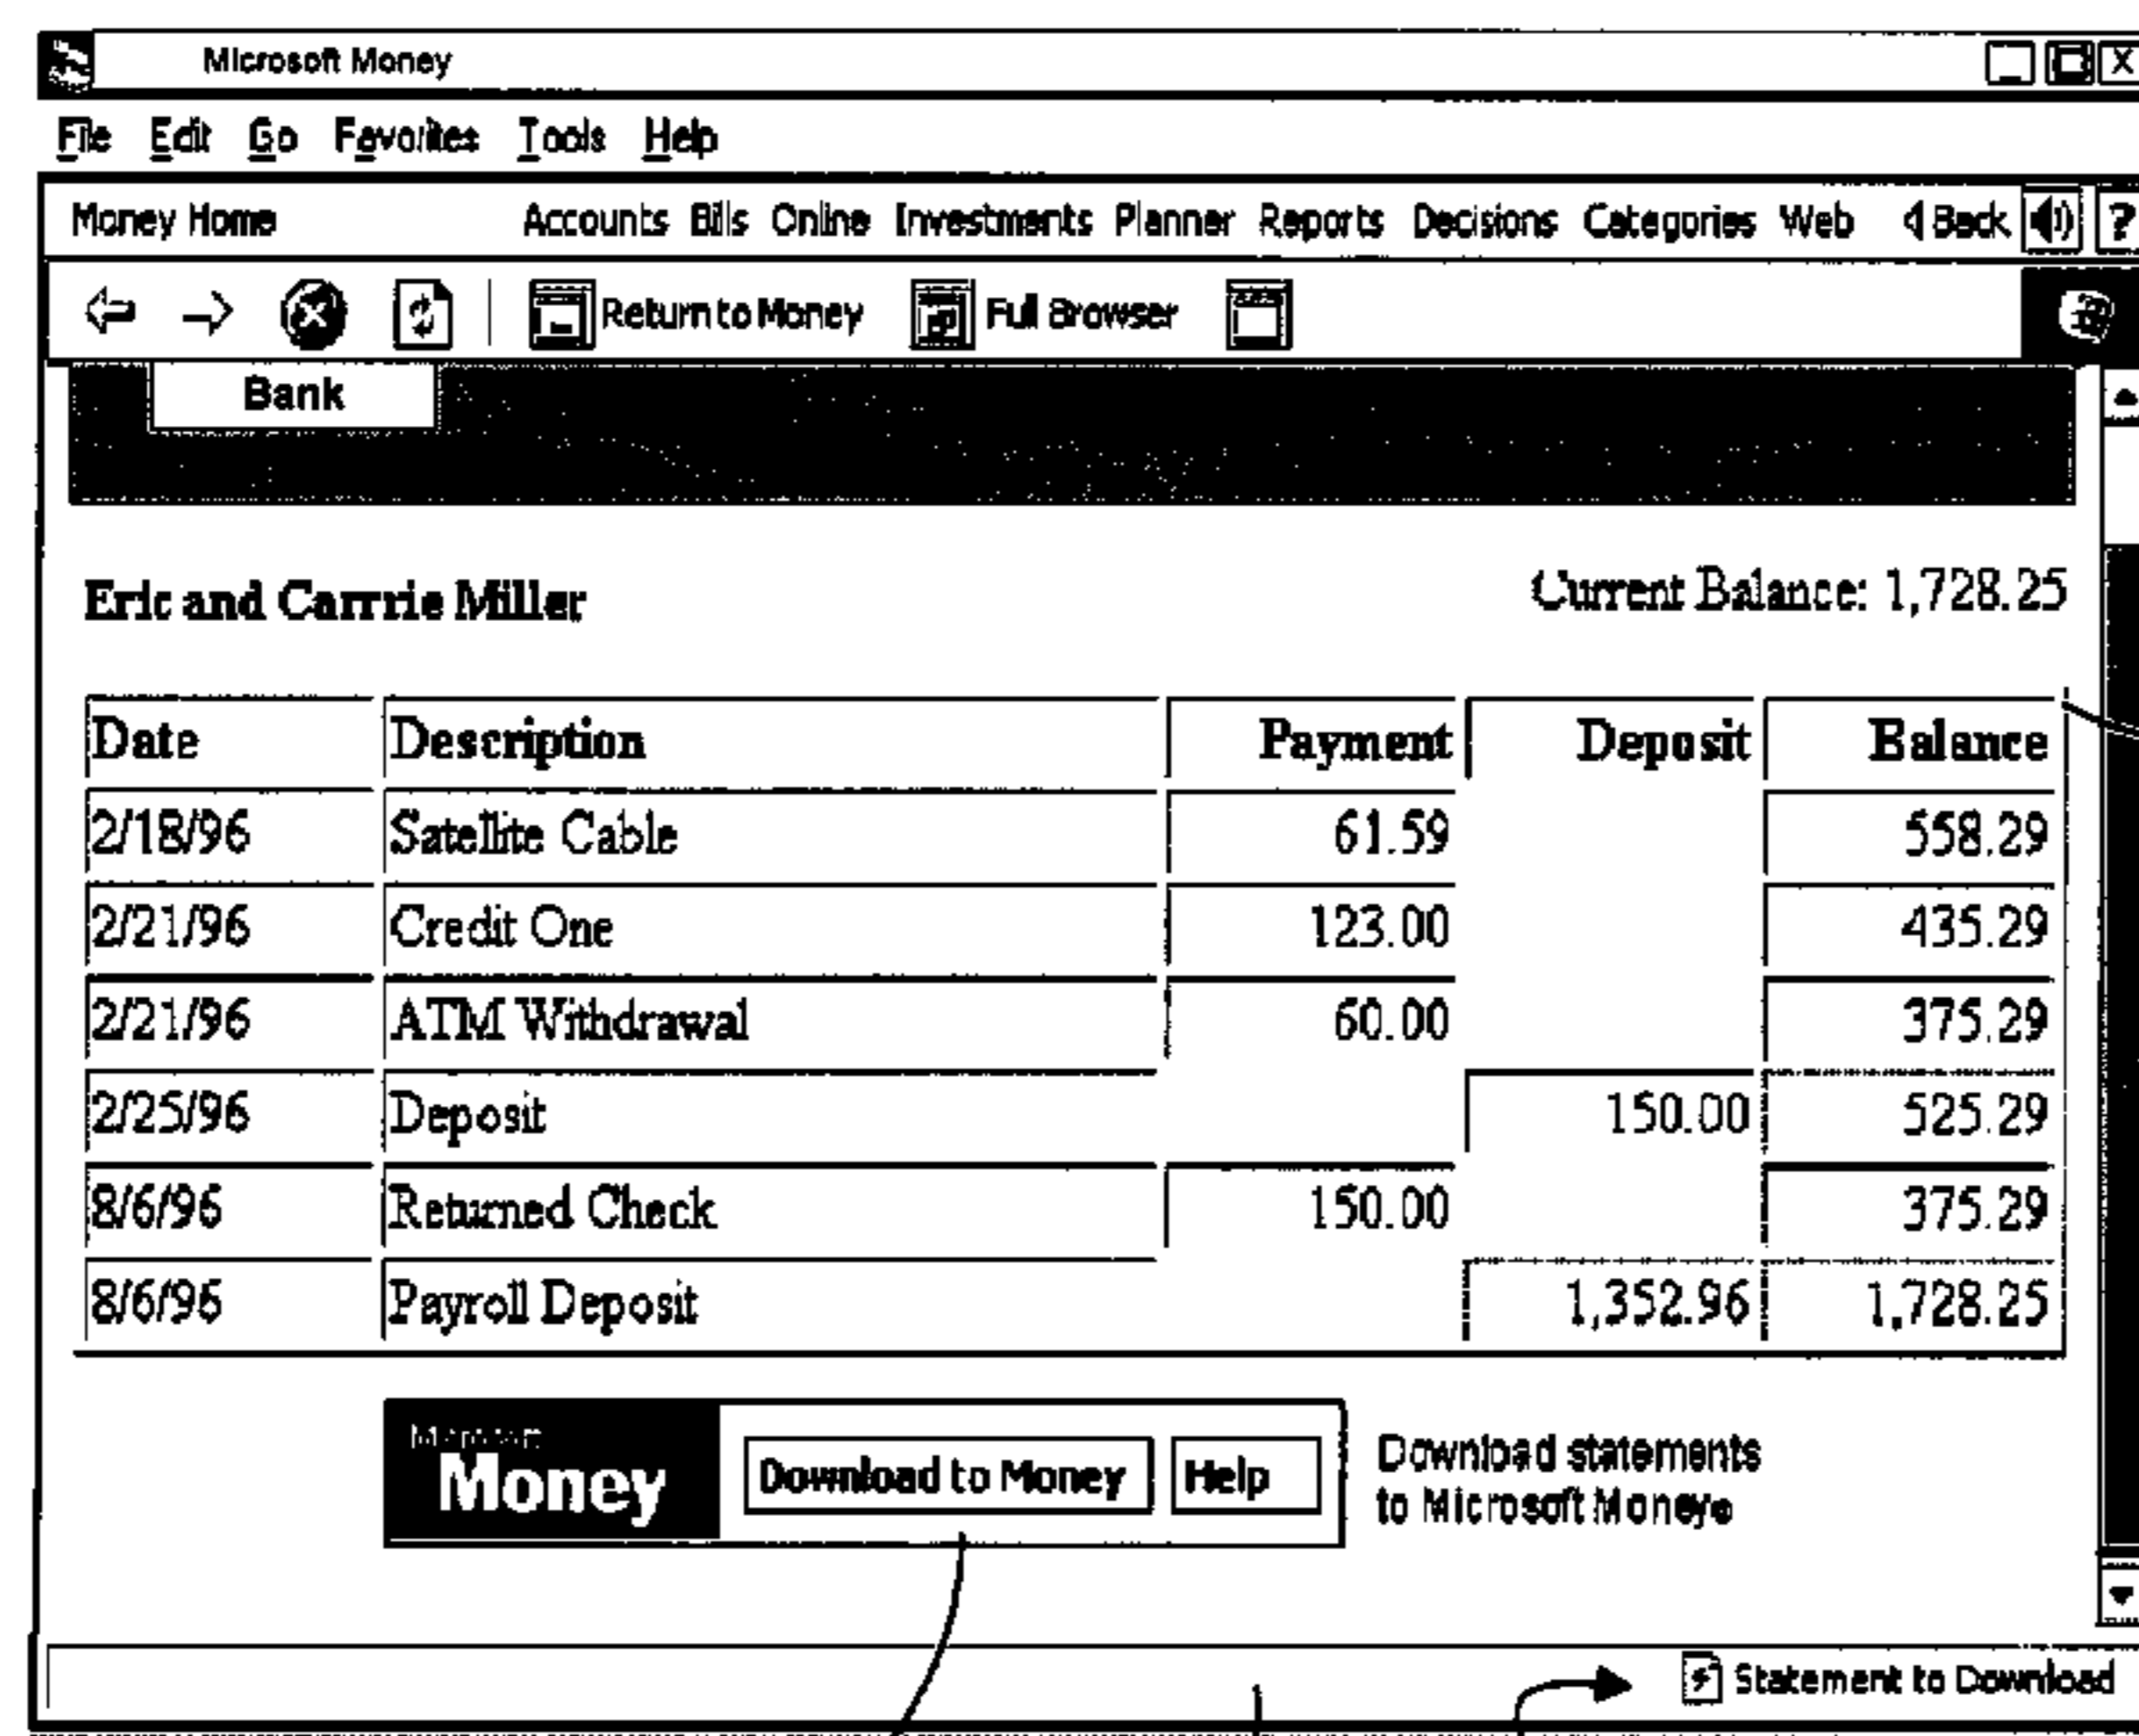 Microsoft Money
File Edit Go Favorites Tools Help
Money Home Accounts Bills Online Investments Planner Reports Decisions Categories Web Back ?
Return to Money Full Browser
Bank
Eric and Carrrie Miller Current Balance: 1,728.25
Date Description Payment Deposit Balance
2/18/96 Satellite Cable 61.59 558.29
2/21/96 Credit One 123.00 435.29
2/21/96 ATM Withdrawal 60.00 375.29
2/25/96 Deposit 150.00 525.29
8/6/96 Returned Check 150.00 375.29
8/6/96 Payroll Deposit 1,352.96 1,728.25
Microsoft
Money Download to Money Help
Download statements
to Microsoft Money®
Statement to Download